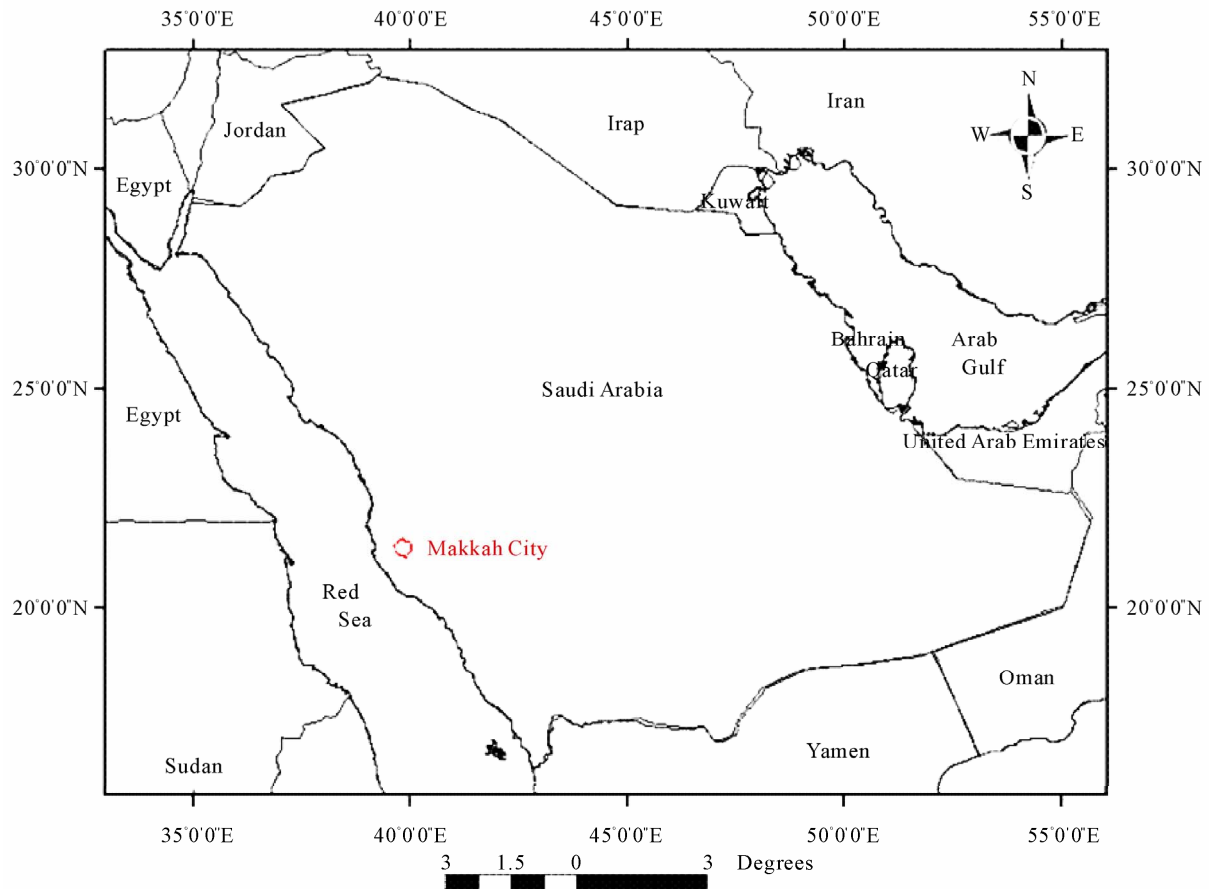 35°0'0"E 40°0'0"E 45°0'0"E 50°0'0"E 55°0'0"E
N
W E
S
Iran
Irap
Jordan
30°0'0"N 30°0'0"N
Egypt
Kuwait
Bahrain
Arab
Gulf
Qatar
25°0'0"N 25°0'0"N
Saudi Arabia
Egypt
United Arab Emirates
Makkah City
Red
Sea
20°0'0"N 20°0'0"N
Oman
Yamen
Sudan
35°0'0"E 40°0'0"E 45°0'0"E 50°0'0"E 55°0'0"E
3 1.5 0 3 Degrees